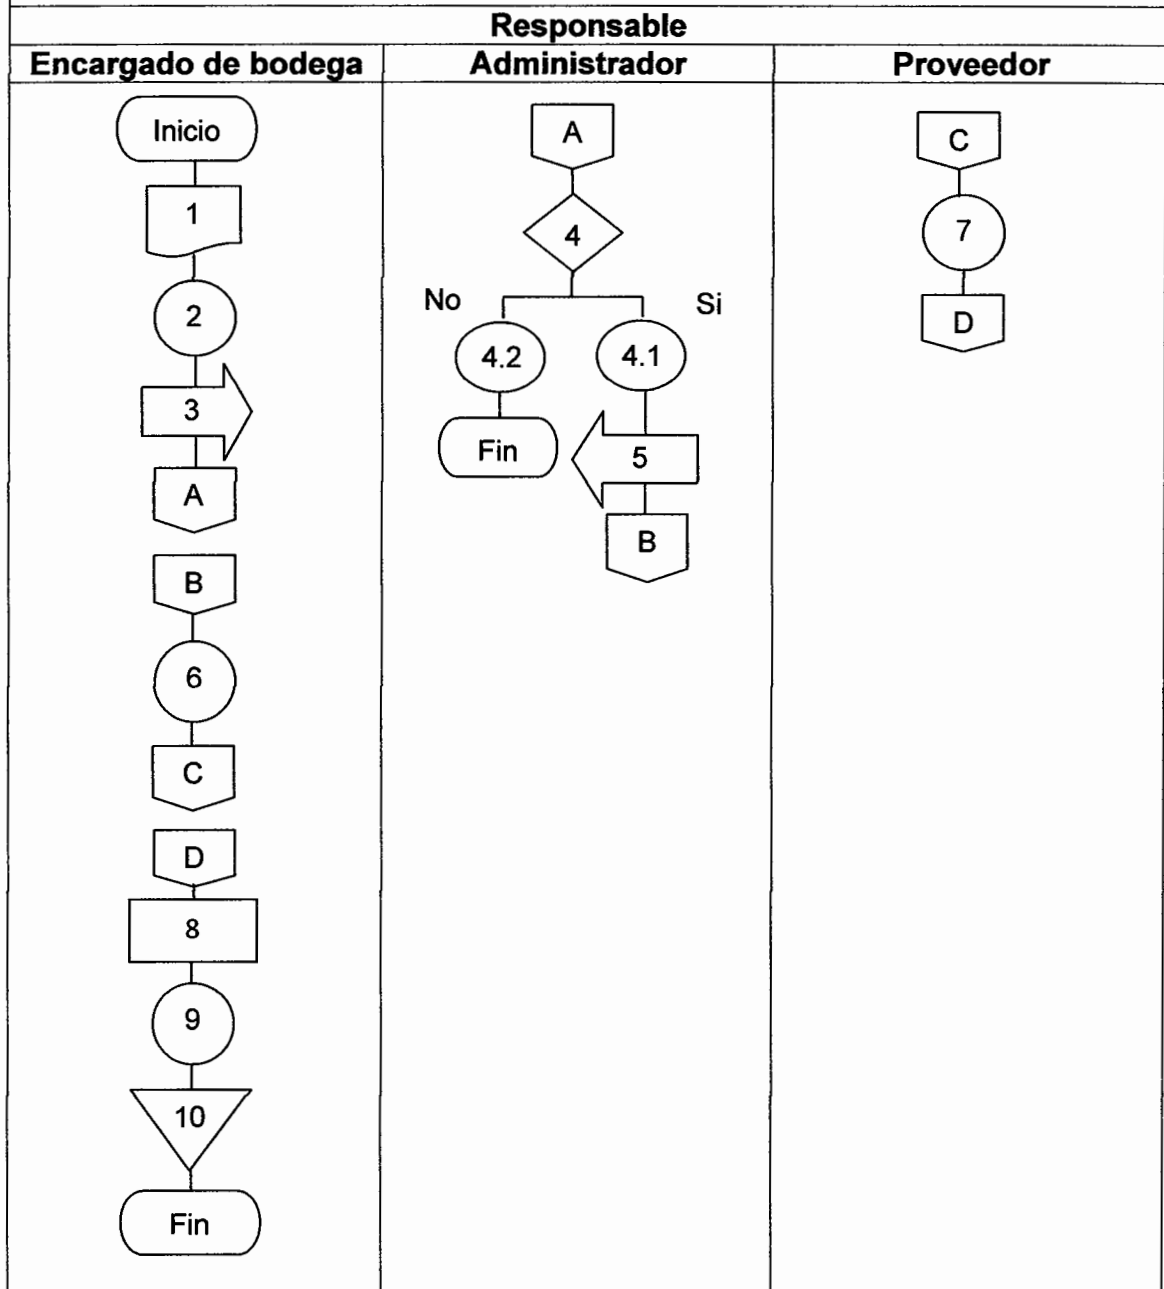 Responsable
Encargado de bodega
Administrador
Proveedor
Inicio
1
2
3
A
B
6
C
D
8
9
10
Fin
A
4
No
Si
4.2
4.1
Fin
5
B
C
7
D